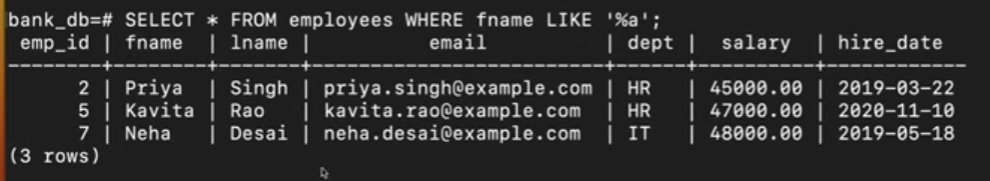 bank_db=# SELECT * FROM employees WHERE fname LIKE '%a';
 emp_id | fname  | lname |          email           | dept |  salary  | hire_date
--------+--------+-------+--------------------------+------+----------+------------
      2 | Priya  | Singh | priya.singh@example.com | HR   | 45000.00 | 2019-03-22
      5 | Kavita | Rao   | kavita.rao@example.com  | HR   | 47000.00 | 2020-11-10
      7 | Neha   | Desai | neha.desai@example.com  | IT   | 48000.00 | 2019-05-18
(3 rows)